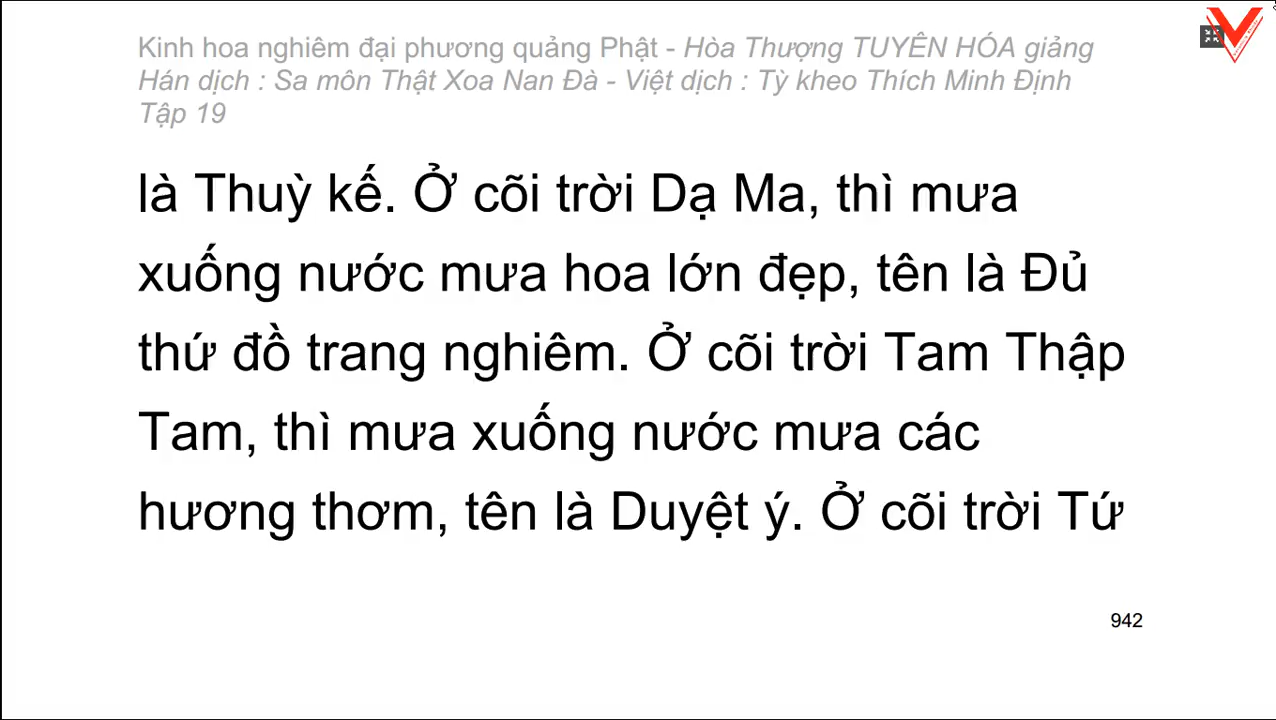 Kinh hoa nghiêm đại phương quảng Phật - Hòa Thượng TUYÊN HÓA giảng
Hán dịch : Sa môn Thật Xoa Nan Đà - Việt dịch : Tỳ kheo Thích Minh Định
Tập 19
là Thuỳ kế. Ở cõi trời Dạ Ma, thì mưa
xuống nước mưa hoa lớn đẹp, tên là Đủ
thứ đồ trang nghiêm. Ở cõi trời Tam Thập
Tam, thì mưa xuống nước mưa các
hương thơm, tên là Duyệt ý. Ở cõi trời Tứ
942